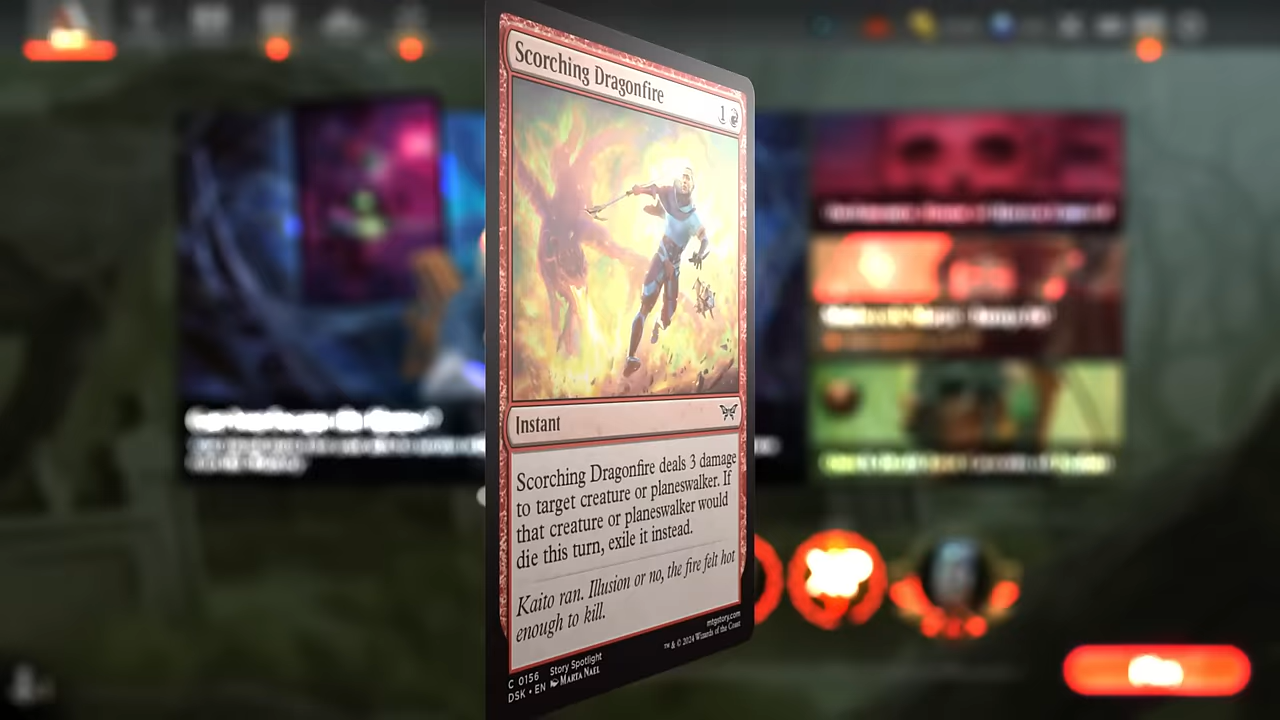 Scorching Dragonfire
1
Instant
Scorching Dragonfire deals 3 damage
to target creature or planeswalker. If
that creature or planeswalker would
die this turn, exile it instead.
Kaito ran. Illusion or no, the fire felt hot
enough to kill.
mtgstory.com
™ & © 2024 Wizards of the Coast
C 0156 Story Spotlight
DSK • EN MARTA NAEL